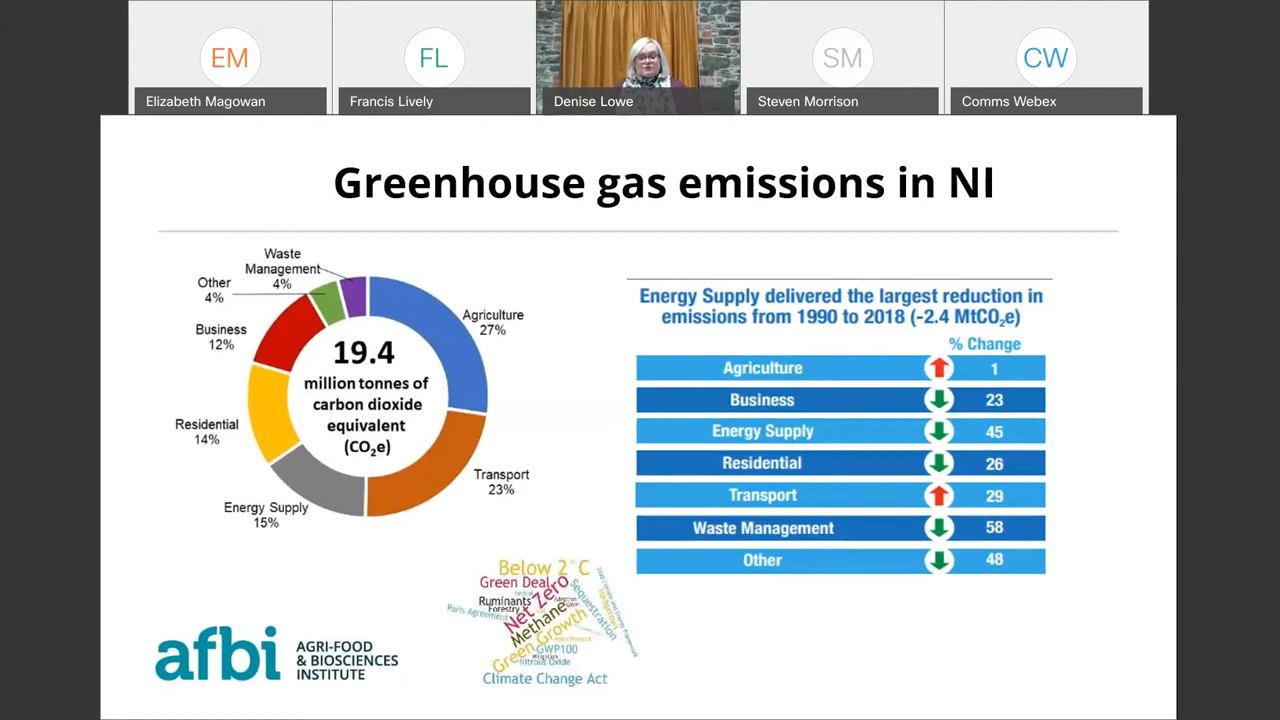 EM
FL
SM
CW
Elizabeth Magowan
Francis Lively
Denise Lowe
Steven Morrison
Comms Webex
Greenhouse gas emissions in NI
Waste
Management
4%
Other
4%
Business
12%
Residential
14%
Energy Supply
15%
Agriculture
27%
Transport
23%
19.4
million tonnes of
carbon dioxide
equivalent
(CO₂e)
Energy Supply delivered the largest reduction in
emissions from 1990 to 2018 (-2.4 MtCO₂e)
% Change
Agriculture 1
Business 23
Energy Supply 45
Residential 26
Transport 29
Waste Management 58
Other 48
Below 2°C
Green Deal
Net Zero
Ruminants
Forestry
Paris Agreement
Methane
Sequestration
Green Growth
GWP100
Nitrous Oxide
Climate Change Act
afbi
AGRI-FOOD
& BIOSCIENCES
INSTITUTE